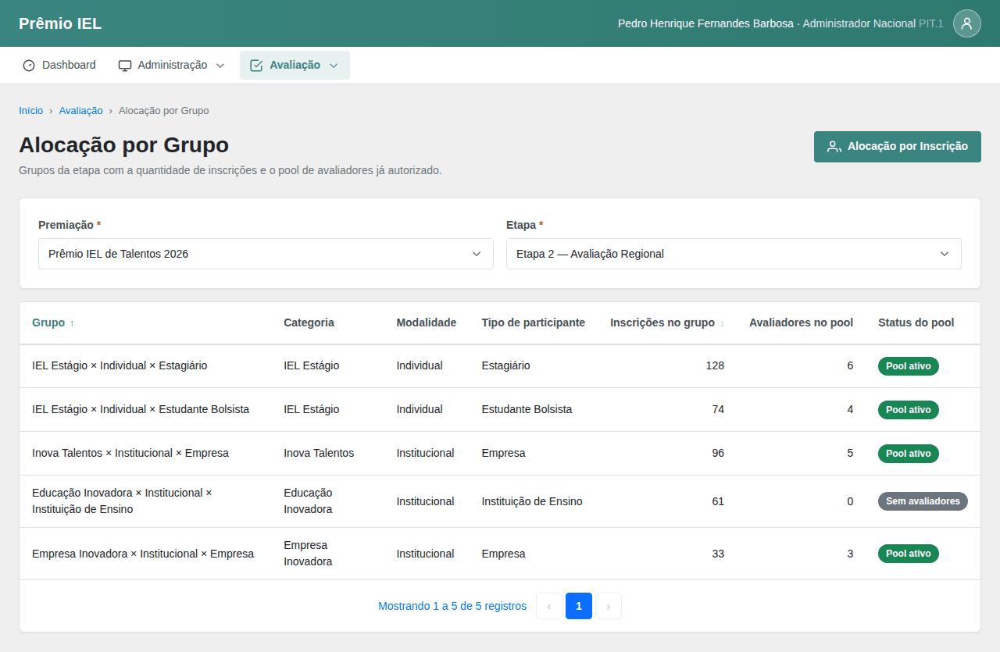 Prêmio IEL
Pedro Henrique Fernandes Barbosa · Administrador Nacional PIT.1
Dashboard Administração Avaliação
Início › Avaliação › Alocação por Grupo
Alocação por Grupo
Alocação por Inscrição
Grupos da etapa com a quantidade de inscrições e o pool de avaliadores já autorizado.
Premiação * Etapa *
Prêmio IEL de Talentos 2026 Etapa 2 — Avaliação Regional
Grupo ↑ Categoria Modalidade Tipo de participante Inscrições no grupo ↕ Avaliadores no pool Status do pool
IEL Estágio × Individual × Estagiário IEL Estágio Individual Estagiário 128 6 Pool ativo
IEL Estágio × Individual × Estudante Bolsista IEL Estágio Individual Estudante Bolsista 74 4 Pool ativo
Inova Talentos × Institucional × Empresa Inova Talentos Institucional Empresa 96 5 Pool ativo
Educação Inovadora × Institucional ×
Instituição de Ensino
Educação
Inovadora
Institucional Instituição de Ensino 61 0 Sem avaliadores
Empresa Inovadora × Institucional × Empresa
Empresa
Inovadora
Institucional Empresa 33 3 Pool ativo
Mostrando 1 a 5 de 5 registros ‹ 1 ›